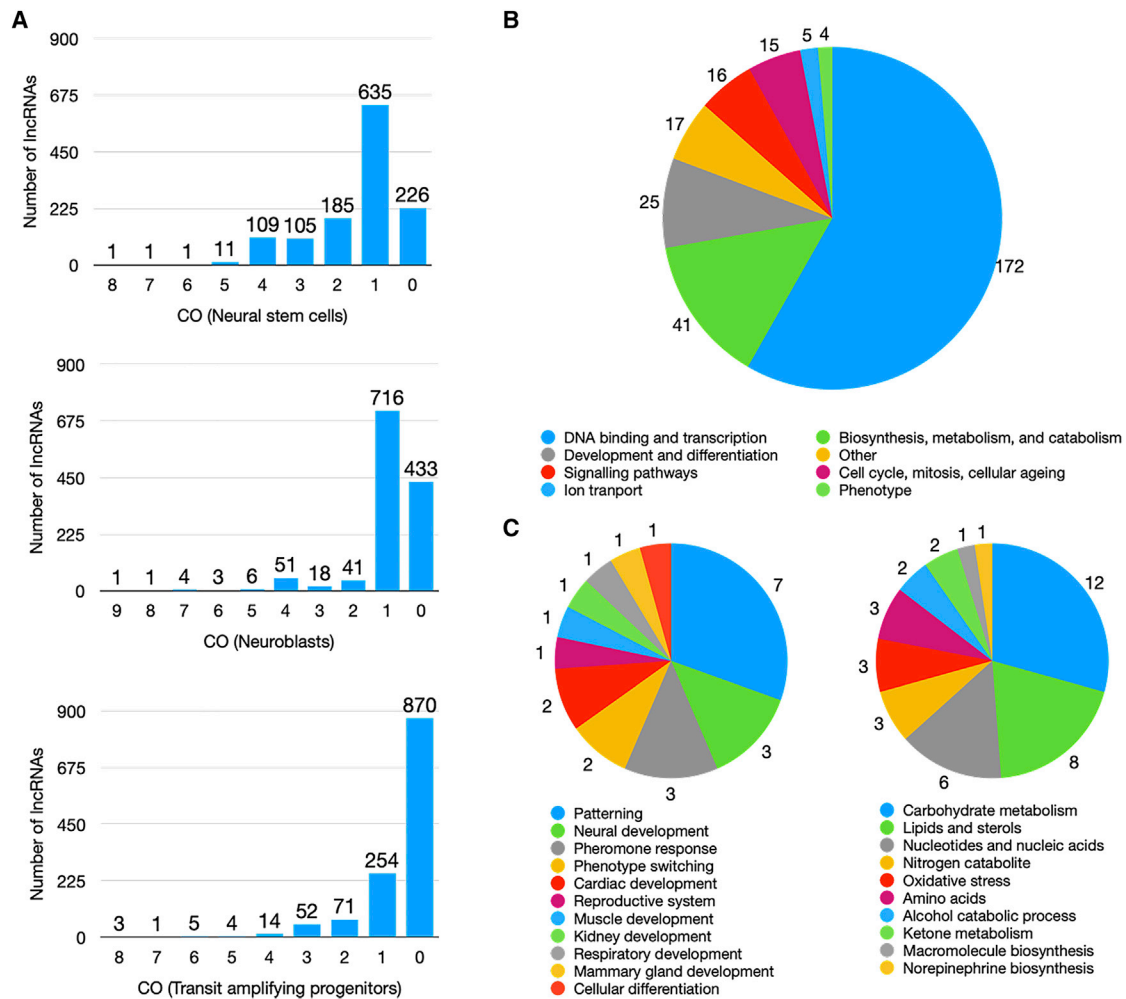 A
900
675
450
225
0
Number of lncRNAs
1 1 1 11 109 105 185 635 226
8 7 6 5 4 3 2 1 0
CO (Neural stem cells)
900
675
450
225
0
Number of lncRNAs
1 1 4 3 6 51 18 41 716 433
9 8 7 6 5 4 3 2 1 0
CO (Neuroblasts)
900
675
450
225
0
Number of lncRNAs
3 1 5 4 14 52 71 254 870
8 7 6 5 4 3 2 1 0
CO (Transit amplifying progenitors)
B
172
41
25
17
16
15
5
4
DNA binding and transcription
Development and differentiation
Signalling pathways
Ion tranport
Biosynthesis, metabolism, and catabolism
Other
Cell cycle, mitosis, cellular ageing
Phenotype
C
7
3
3
2
2
1
1
1
1
1
1
Patterning
Neural development
Pheromone response
Phenotype switching
Cardiac development
Reproductive system
Muscle development
Kidney development
Respiratory development
Mammary gland development
Cellular differentiation
12
8
6
3
3
3
2
2
1
1
Carbohydrate metabolism
Lipids and sterols
Nucleotides and nucleic acids
Nitrogen catabolite
Oxidative stress
Amino acids
Alcohol catabolic process
Ketone metabolism
Macromolecule biosynthesis
Norepinephrine biosynthesis